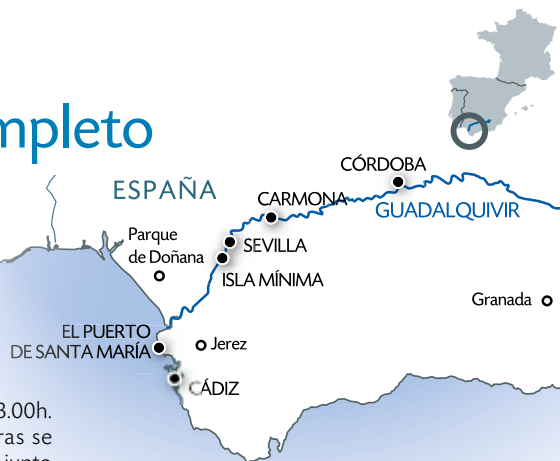 mpleto
ESPAÑA
CÓRDOBA
CARMONA
GUADALQUIVIR
Parque
de Doñana
SEVILLA
ISLA MÍNIMA
Granada
EL PUERTO
DE SANTA MARÍA
Jerez
CÁDIZ
3.00h.
ras se
junto